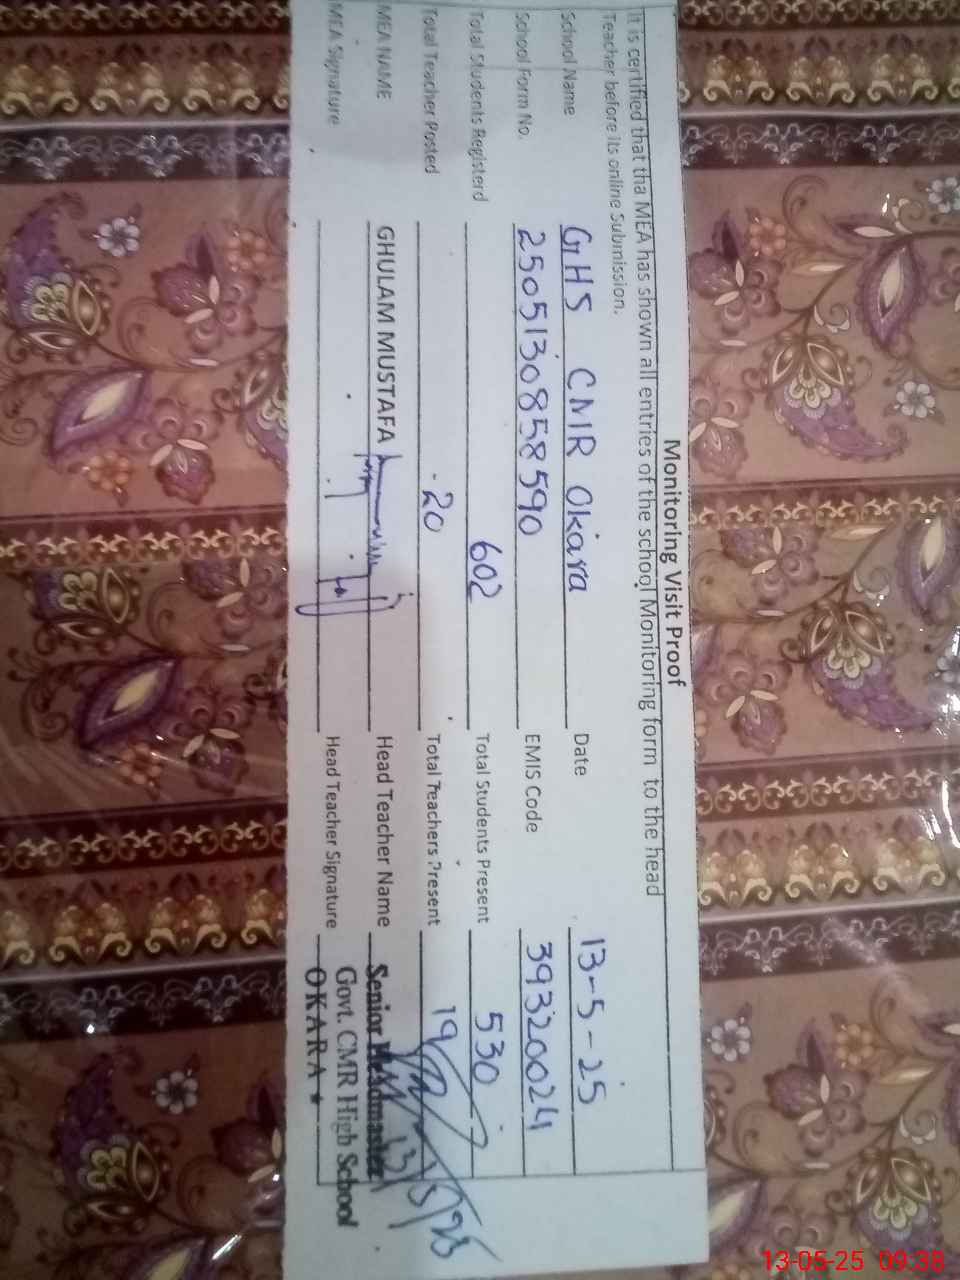 Monitoring Visit Proof
It is certified that tha MEA has shown all entries of the school Monitoring form to the head
Teacher before its online submission.
School Name GHS CMR Okara Date 13-5-25
School Form No. 2505130858590 EMIS Code 39320024
Total Students Registerd 602 Total Students Present 530
Total Teacher Posted 20 Total Teachers Present 19
MEA NAME GHULAM MUSTAFA Head Teacher Name Senior Headmaster
MEA Signature Head Teacher Signature Govt. CMR High School
OKARA
13/5/25
13-05-25 09:38